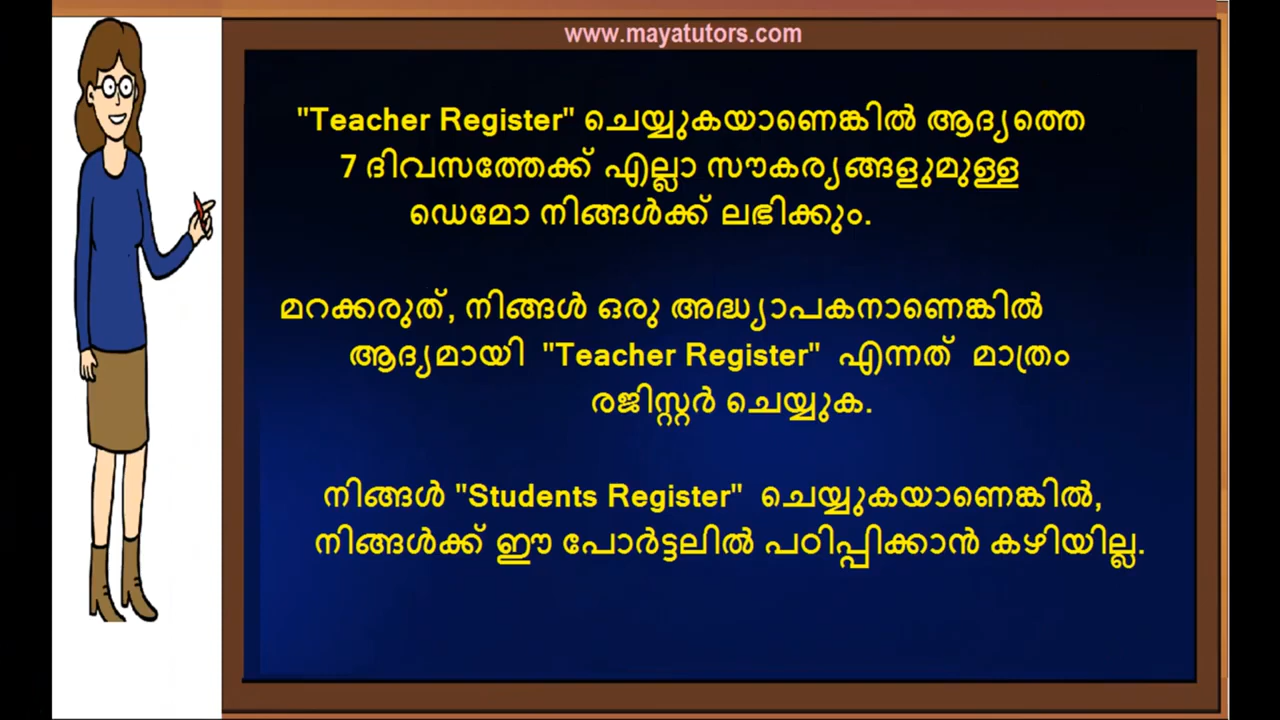 www.mayatutors.com
"Teacher Register" ചെയ്യുകയാണെങ്കിൽ ആദ്യത്തെ
7 ദിവസത്തേക്ക് എല്ലാ സൗകര്യങ്ങളുമുള്ള
ഡെമോ നിങ്ങൾക്ക് ലഭിക്കും.
മറക്കരുത്, നിങ്ങൾ ഒരു അദ്ധ്യാപകനാണെങ്കിൽ
ആദ്യമായി "Teacher Register" എന്നത് മാത്രം
രജിസ്റ്റർ ചെയ്യുക.
നിങ്ങൾ "Students Register" ചെയ്യുകയാണെങ്കിൽ,
നിങ്ങൾക്ക് ഈ പോർട്ടലിൽ പഠിപ്പിക്കാൻ കഴിയില്ല.